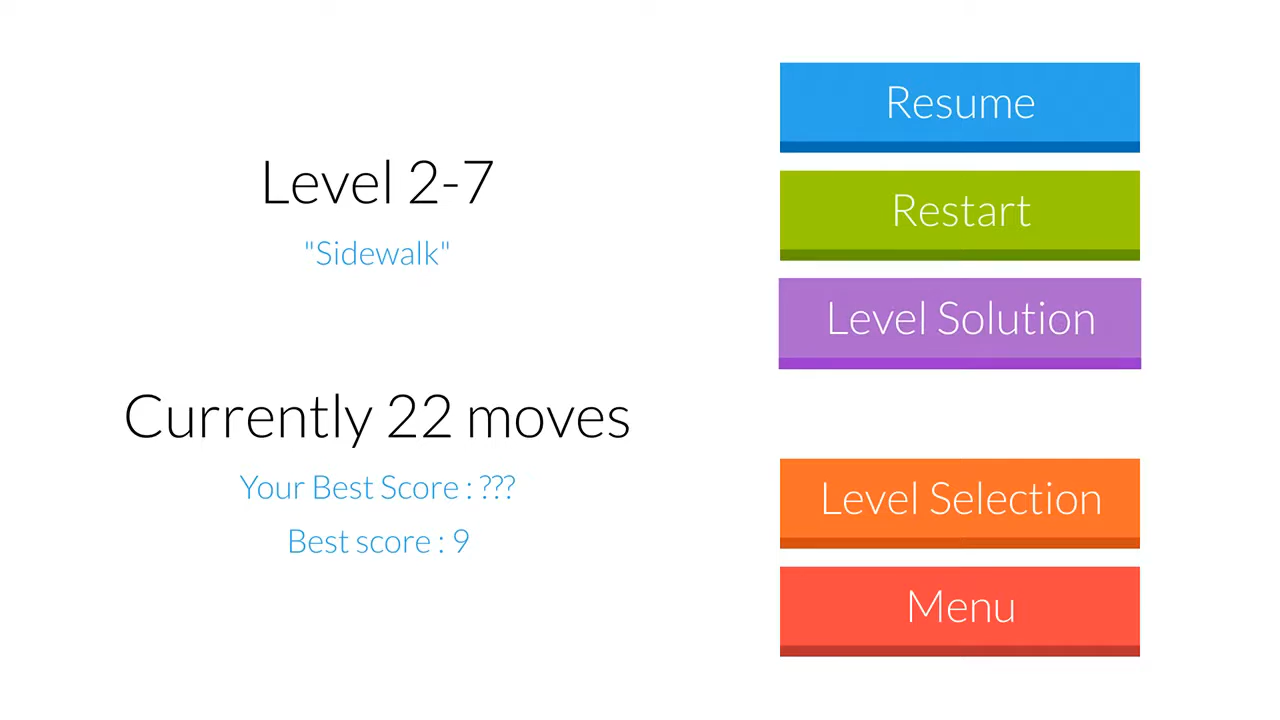 Level 2-7
"Sidewalk"
Currently 22 moves
Your Best Score : ???
Best score : 9
Resume
Restart
Level Solution
Level Selection
Menu